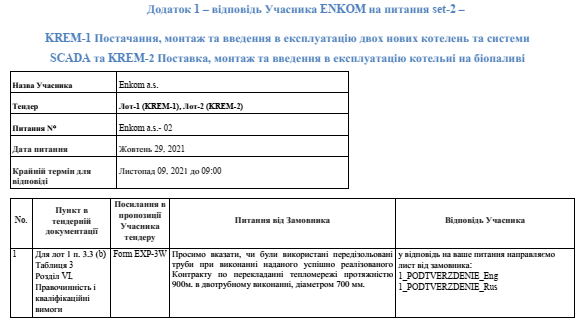 Додаток 1 – відповідь Учасника ENKOM на питання set-2 –
KREM-1 Постачання, монтаж та введення в експлуатацію двох нових котелень та системи
SCADA та KREM-2 Поставка, монтаж та введення в експлуатацію котельні на біопаливі
Назва Учасника Enkom a.s.
Тендер Лот-1 (KREM-1), Лот-2 (KREM-2)
Питання № Enkom a.s.- 02
Дата питання Жовтень 29, 2021
Крайній термін для Листопад 09, 2021 до 09:00
відповіді
No.
Пункт в
тендерній
документації
Посилання в
пропозиції
Учасника
тендеру
Питання від Замовника
Відповідь Учасника
1
Для лот 1 п. 3.3 (b)
Таблиця 3
Розділ VI.
Правочинність і
кваліфікаційні
вимоги
Form EXP-3W
Просимо вказати, чи були використані передізольовані
труби при виконанні наданого успішно реалізованого
Контракту по перекладанні тепломережі протяжністю
900м. в двотрубному виконанні, діаметром 700 мм.
у відповідь на ваше питання направляємо
лист від замовника:
1_PODTVERZDENIE_Eng
1_PODTVERZDENIE_Rus